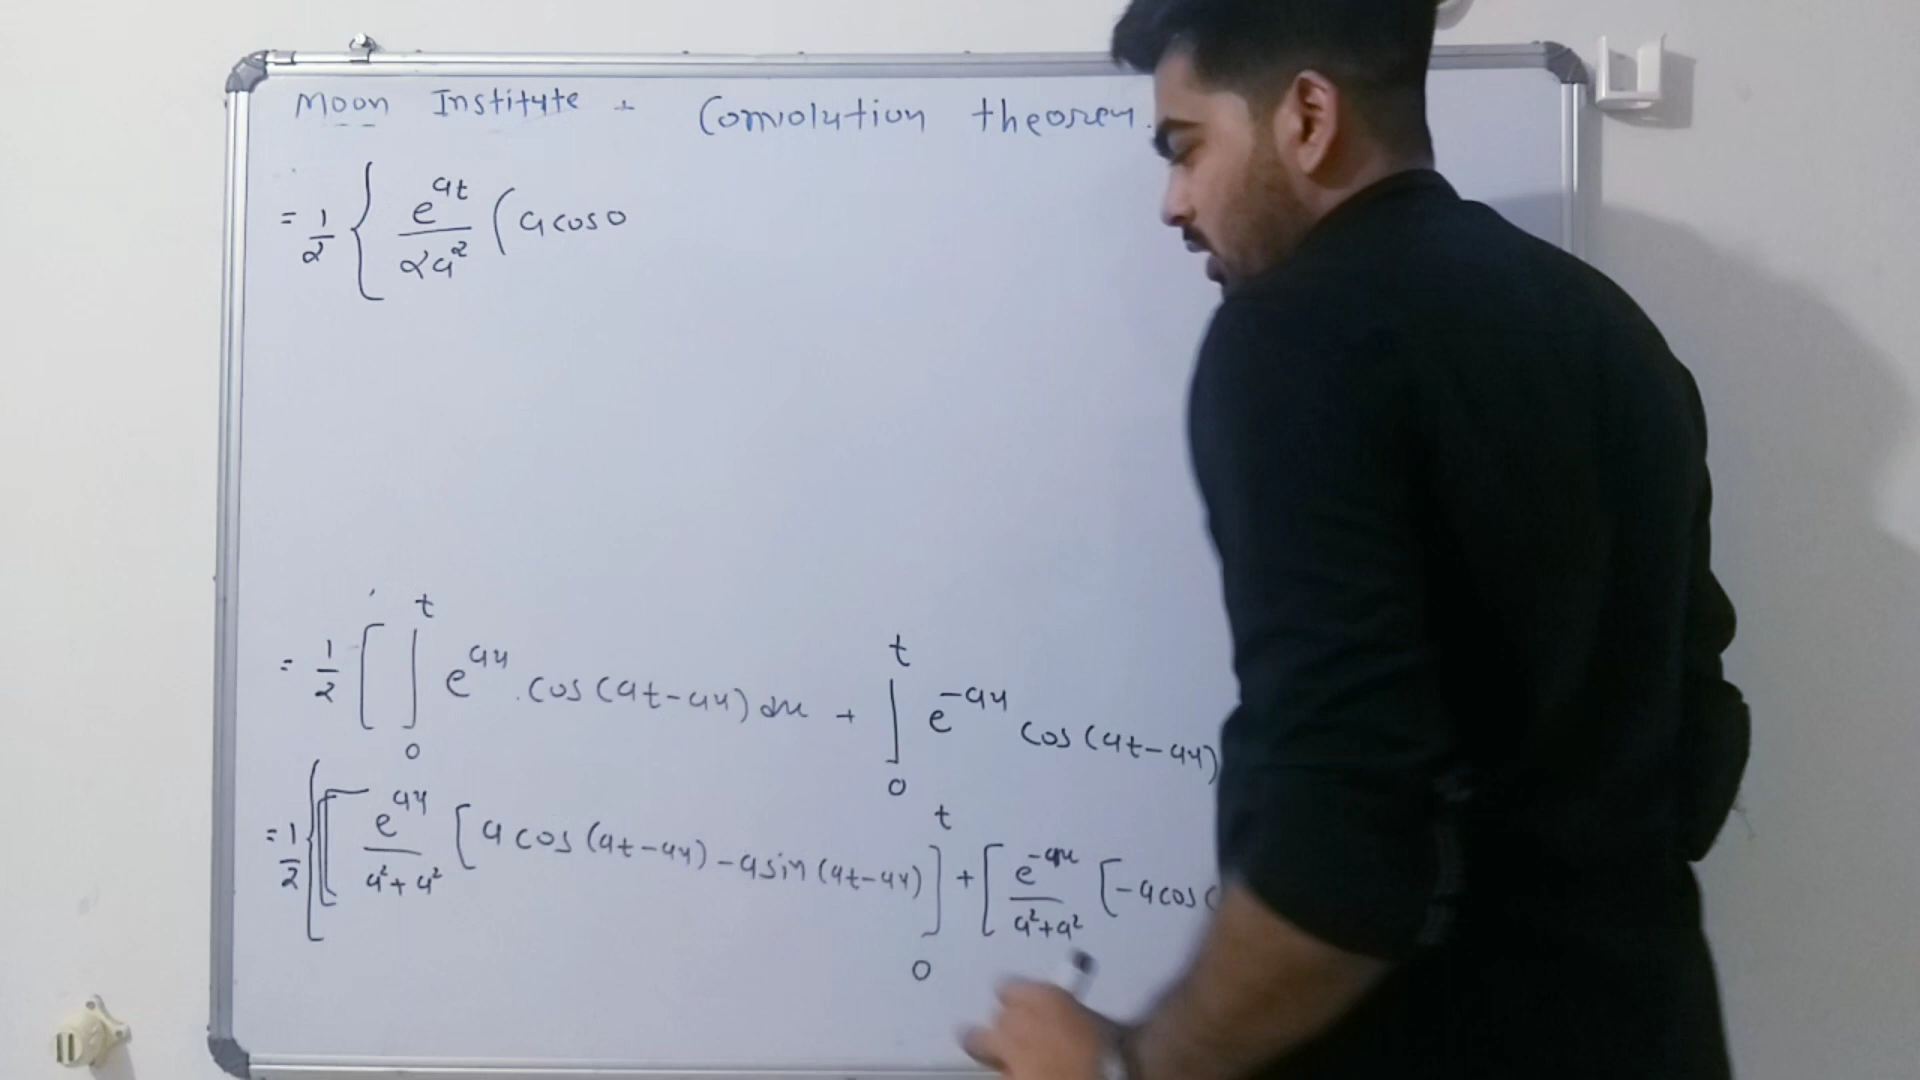 Moon Institute - Convolution theorem.
= 1/2 { e^at / 2a^2 ( a cos 0
= 1/2 [ ∫_0^t e^au . cos (at-au) du + ∫_0^t e^-au cos (at-au)
= 1/2 { [ e^au / a^2+a^2 [ a cos (at-au) - a sin (at-au) ]_0^t + [ e^-au / a^2+a^2 [ -a cos (